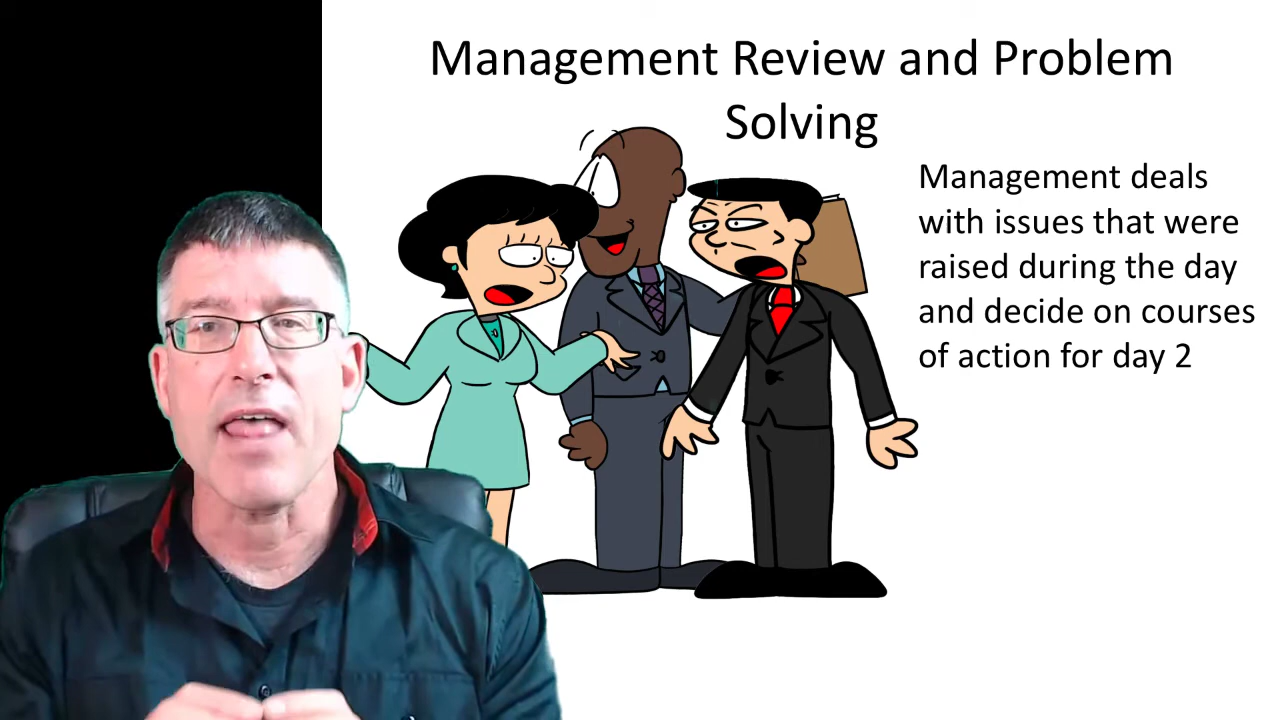 Management Review and Problem
Solving
Management deals
with issues that were
raised during the day
and decide on courses
of action for day 2